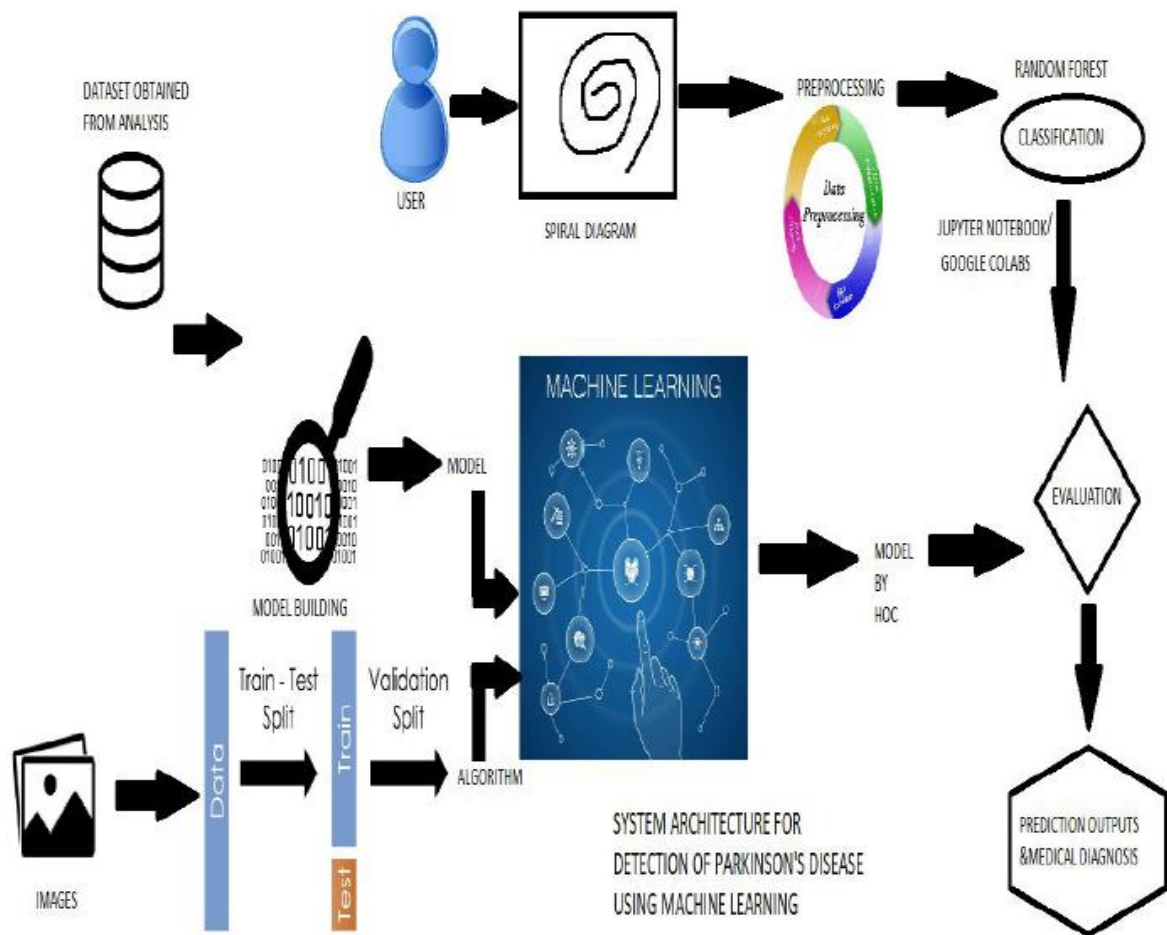 DATASET OBTAINED
FROM ANALYSIS
USER
SPIRAL DIAGRAM
PREPROCESSING
Data
Preprocessing
RANDOM FOREST
CLASSIFICATION
JUPYTER NOTEBOOK/
GOOGLE COLABS
MODEL BUILDING
MODEL
MACHINE LEARNING
MODEL
BY
HOC
EVALUATION
IMAGES
Data
Train - Test
Split
Train
Test
Validation
Split
ALGORITHM
SYSTEM ARCHITECTURE FOR
DETECTION OF PARKINSON'S DISEASE
USING MACHINE LEARNING
PREDICTION OUTPUTS
&MEDICAL DIAGNOSIS